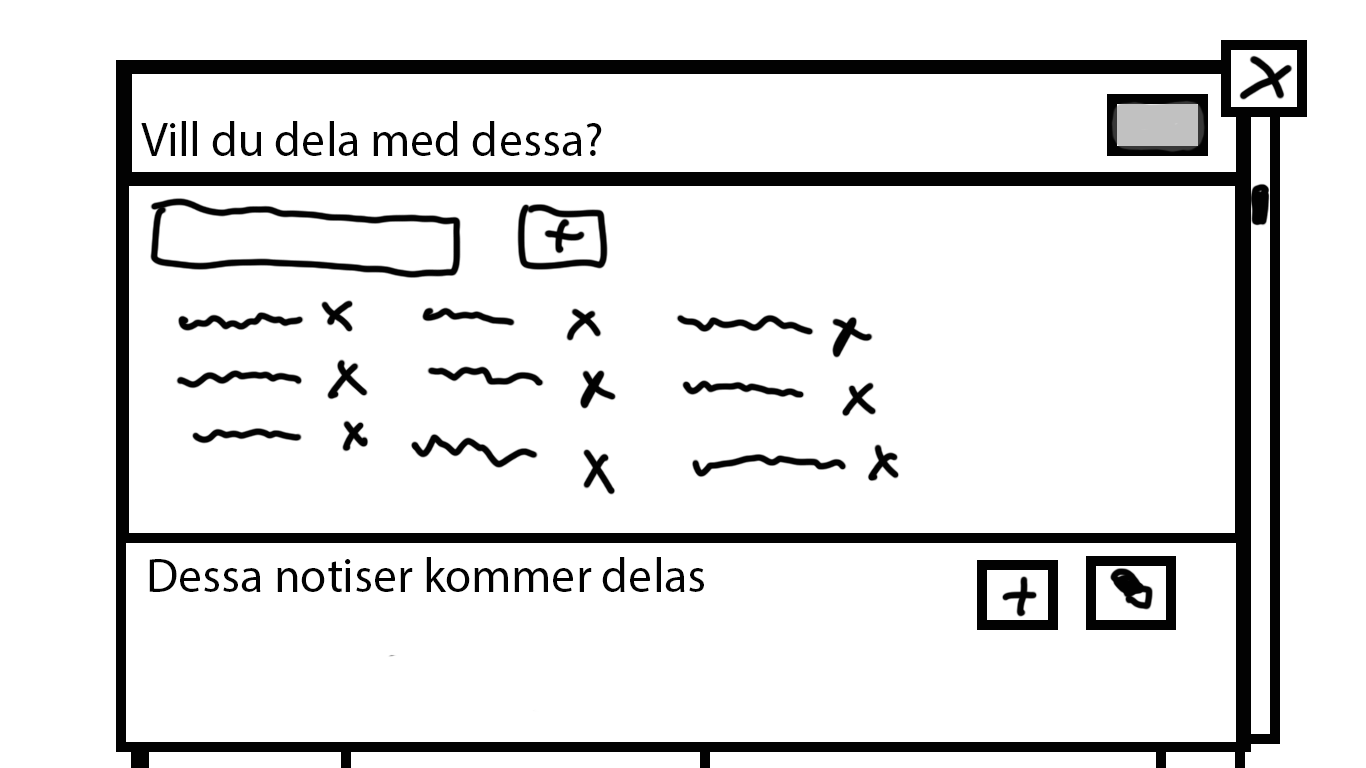 X
Vill du dela med dessa?
+
x x x
x x x
x x x
Dessa notiser kommer delas
+